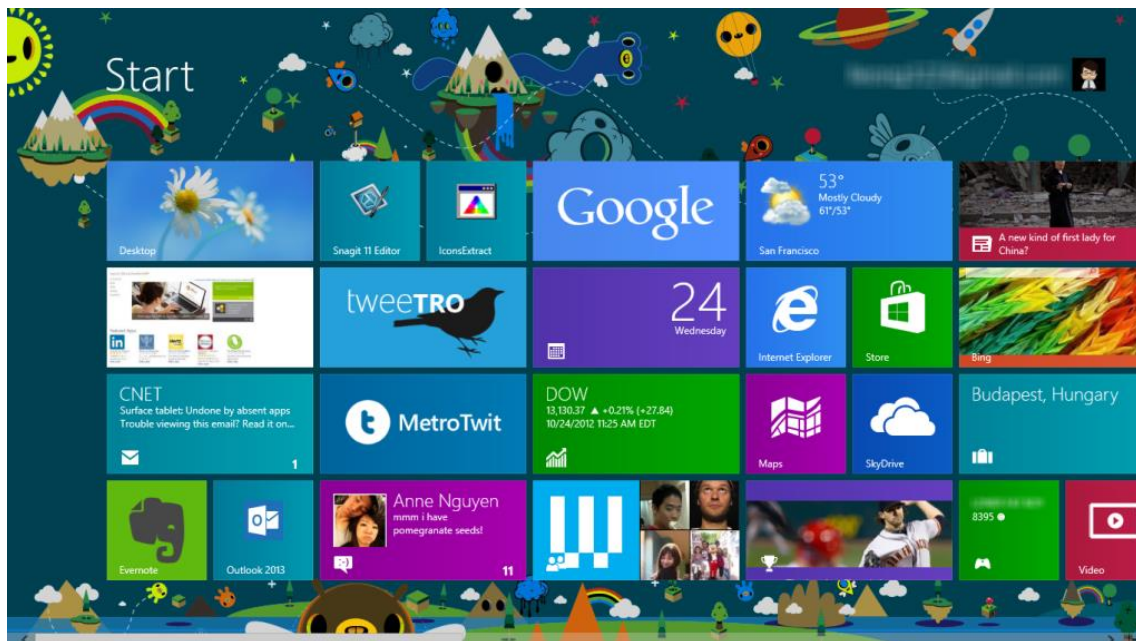 Start
Desktop
Snagit 11 Editor
IconsExtract
Google
53°
Mostly Cloudy
61°/53°
San Francisco
A new kind of first lady for
China?
tweeTRO
24
Wednesday
Internet Explorer
Store
Bing
CNET
Surface tablet: Undone by absent apps
Trouble viewing this email? Read it on...
1
MetroTwit
DOW
13,130.37 ▲ +0.21% (+27.84)
10/24/2012 11:25 AM EDT
Maps
SkyDrive
Budapest, Hungary
Evernote
Outlook 2013
Anne Nguyen
mmm i have
pomegranate seeds!
11
8395
Video